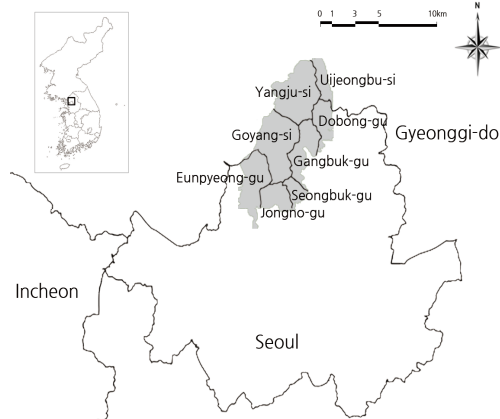 0 1 3 5 10km
N
Uijeongbu-si
Yangju-si
Dobong-gu
Goyang-si
Gyeonggi-do
Gangbuk-gu
Eunpyeong-gu
Seongbuk-gu
Jongno-gu
Incheon
Seoul